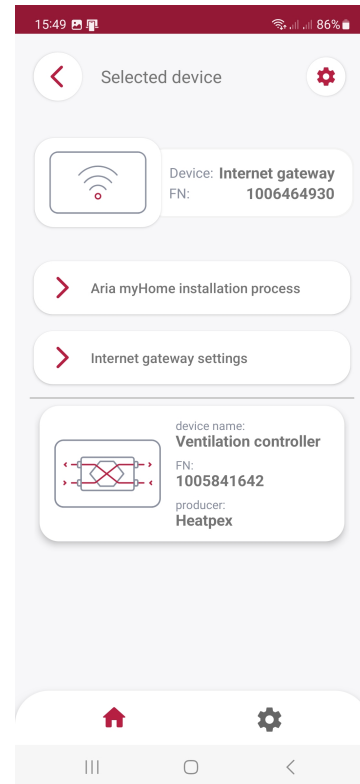 15:49 86%
Selected device
Device: Internet gateway
FN: 1006464930
Aria myHome installation process
Internet gateway settings
device name:
Ventilation controller
FN:
1005841642
producer:
Heatpex